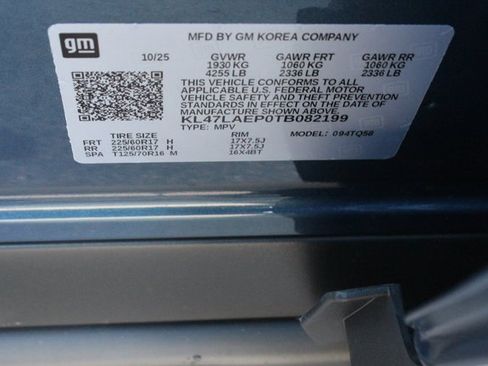 gm
MFD BY GM KOREA COMPANY
10/25 GVWR GAWR FRT GAWR RR
1930 KG 1060 KG 1060 KG
4255 LB 2336 LB 2336 LB
THIS VEHICLE CONFORMS TO ALL
APPLICABLE U.S. FEDERAL MOTOR
VEHICLE SAFETY AND THEFT PREVENTION
STANDARDS IN EFFECT ON THE DATE OF
MANUFACTURE SHOWN ABOVE.
KL47LAEP0TB082199
TYPE: MPV MODEL: 094TQ58
TIRE SIZE RIM
FRT 225/60R17 H 17X7.5J
RR 225/60R17 H 17X7.5J
SPA T125/70R16 M 16X4BT